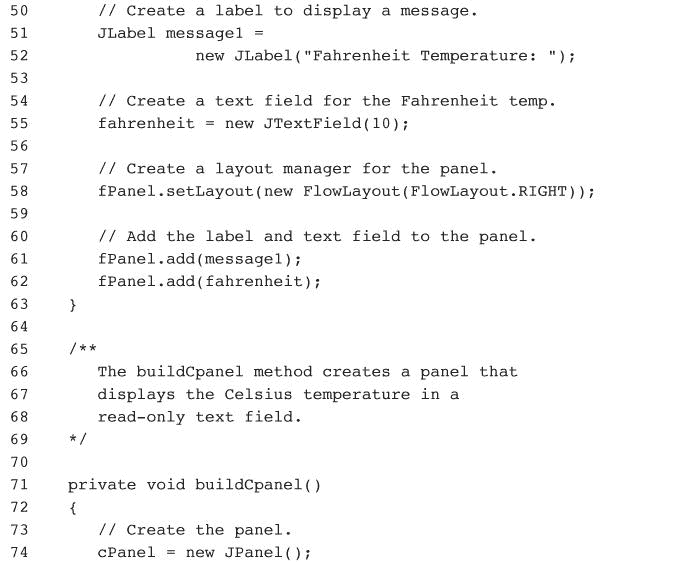 50 // Create a label to display a message.
51 JLabel message1 =
52 new JLabel("Fahrenheit Temperature: ");
53
54 // Create a text field for the Fahrenheit temp.
55 fahrenheit = new JTextField(10);
56
57 // Create a layout manager for the panel.
58 fPanel.setLayout(new FlowLayout(FlowLayout.RIGHT));
59
60 // Add the label and text field to the panel.
61 fPanel.add(message1);
62 fPanel.add(fahrenheit);
63 }
64
65 /**
66 The buildCpanel method creates a panel that
67 displays the Celsius temperature in a
68 read-only text field.
69 */
70
71 private void buildCpanel()
72 {
73 // Create the panel.
74 cPanel = new JPanel();